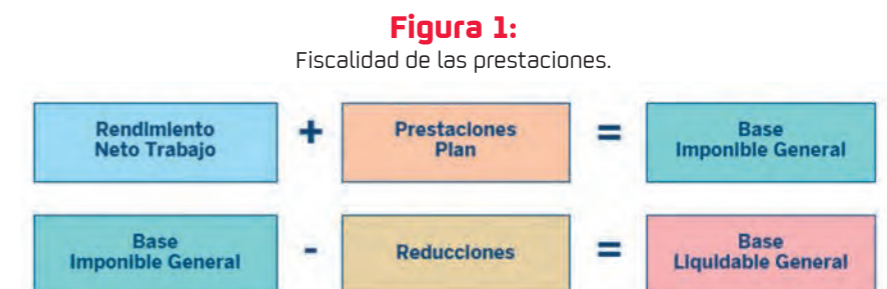 Figura 1:
Fiscalidad de las prestaciones.
Rendimiento
Neto Trabajo
+
Prestaciones
Plan
=
Base
Imponible General
Base
Imponible General
-
Reducciones
=
Base
Liquidable General